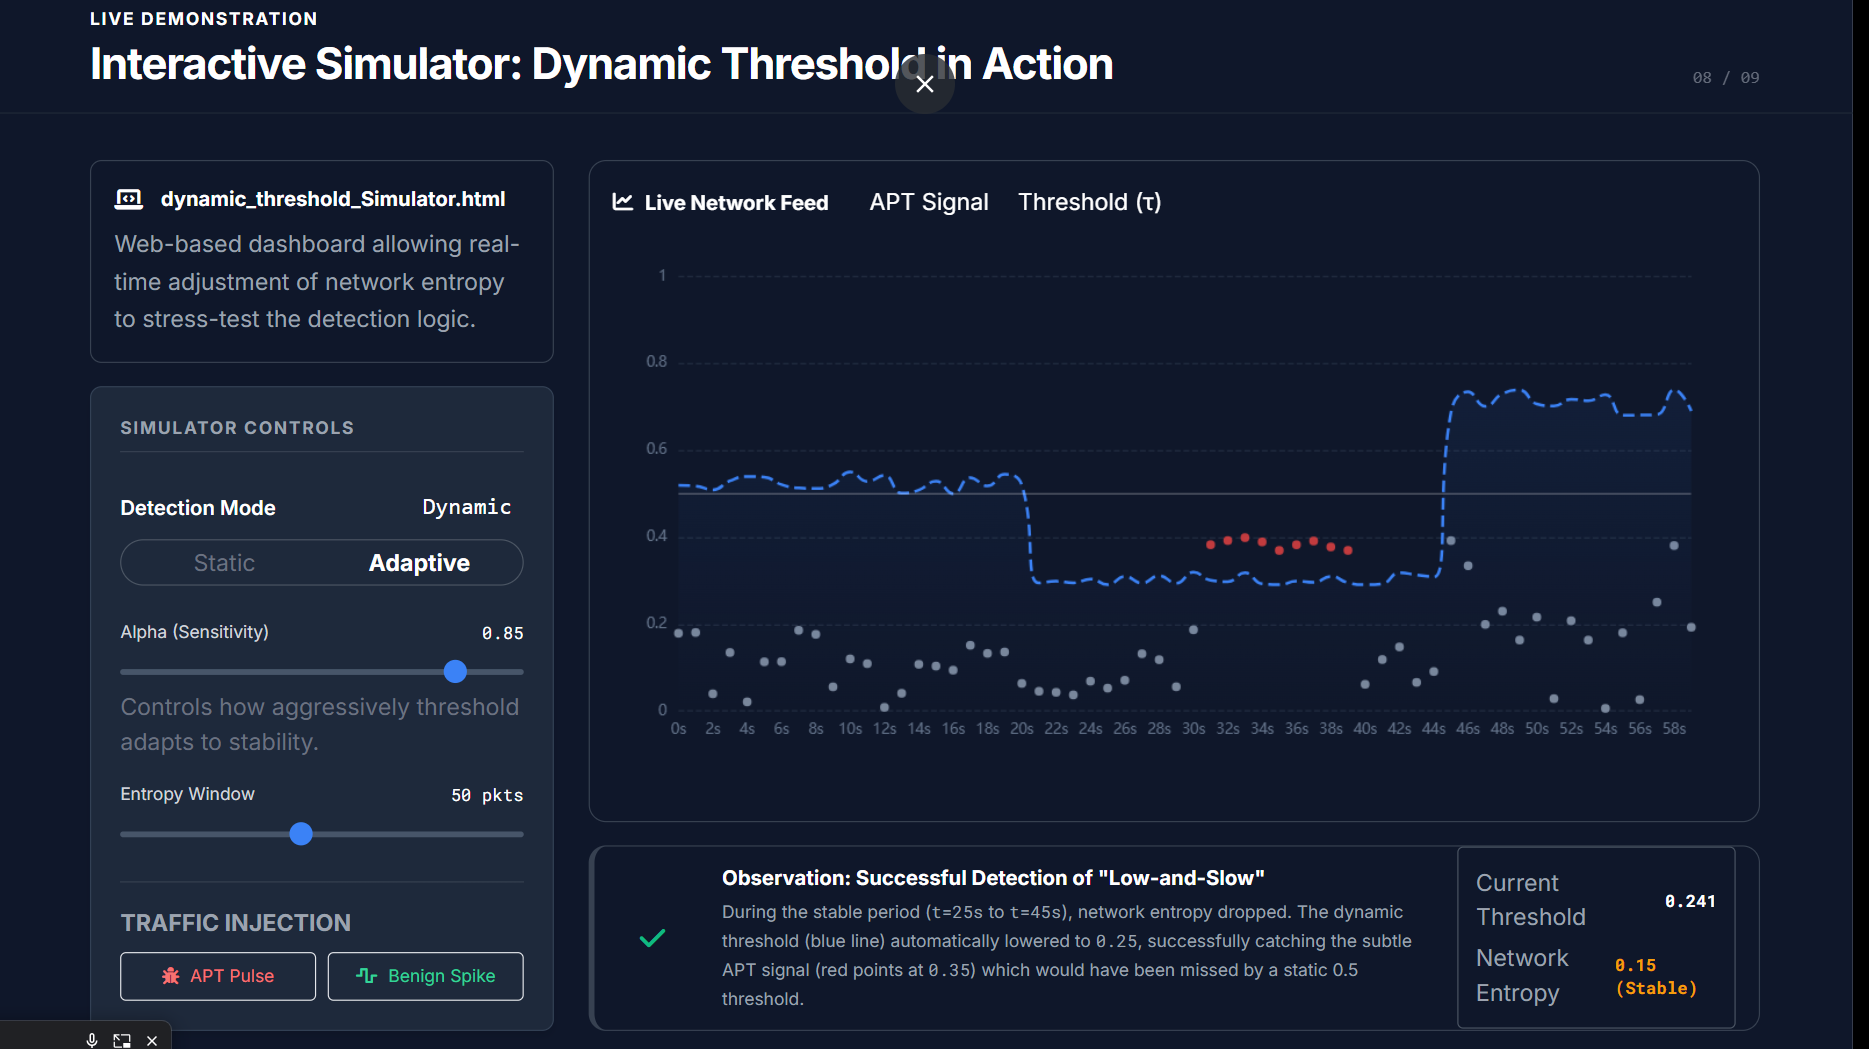 LIVE DEMONSTRATION
Interactive Simulator: Dynamic Threshold in Action
08 / 09
dynamic_threshold_Simulator.html
Web-based dashboard allowing real-
time adjustment of network entropy
to stress-test the detection logic.
SIMULATOR CONTROLS
Detection Mode Dynamic
Static Adaptive
Alpha (Sensitivity) 0.85
Controls how aggressively threshold
adapts to stability.
Entropy Window 50 pkts
TRAFFIC INJECTION
APT Pulse Benign Spike
Live Network Feed APT Signal Threshold (τ)
1
0.8
0.6
0.4
0.2
0
0s 2s 4s 6s 8s 10s 12s 14s 16s 18s 20s 22s 24s 26s 28s 30s 32s 34s 36s 38s 40s 42s 44s 46s 48s 50s 52s 54s 56s 58s
Observation: Successful Detection of "Low-and-Slow"
During the stable period (t=25s to t=45s), network entropy dropped. The dynamic
threshold (blue line) automatically lowered to 0.25, successfully catching the subtle
APT signal (red points at 0.35) which would have been missed by a static 0.5
threshold.
Current
Threshold
0.241
Network
Entropy
0.15
(Stable)